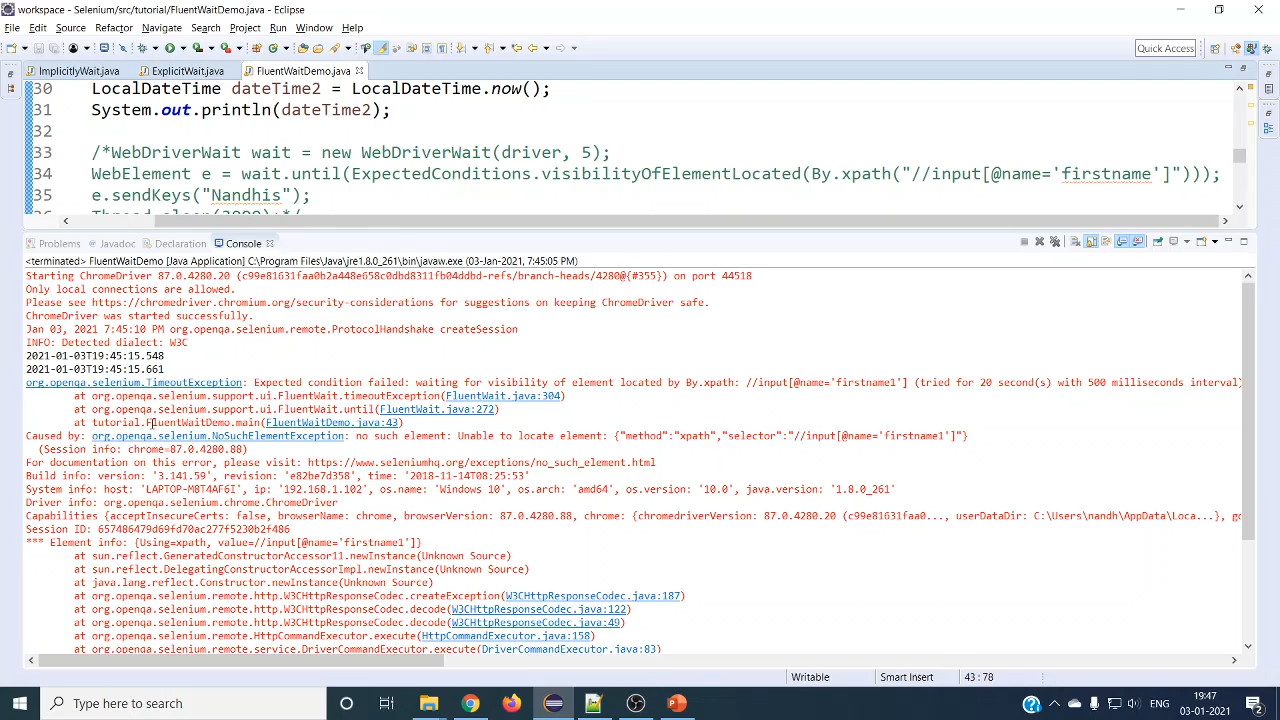 workspace - Selenium/src/tutorial/FluentWaitDemo.java - Eclipse
File Edit Source Refactor Navigate Search Project Run Window Help
Quick Access
ImplicitlyWait.java ExplicitWait.java FluentWaitDemo.java
30 LocalDateTime dateTime2 = LocalDateTime.now();
31 System.out.println(dateTime2);
32
33 /*WebDriverWait wait = new WebDriverWait(driver, 5);
34 WebElement e = wait.until(ExpectedConditions.visibilityOfElementLocated(By.xpath("//input[@name='firstname']")));
35 e.sendKeys("Nandhis");
Problems Javadoc Declaration Console
<terminated> FluentWaitDemo [Java Application] C:\Program Files\Java\jre1.8.0_261\bin\javaw.exe (03-Jan-2021, 7:45:05 PM)
Starting ChromeDriver 87.0.4280.20 (c99e81631faa0b2a448e658c0dbd8311fb04ddbd-refs/branch-heads/4280@{#355}) on port 44518
Only local connections are allowed.
Please see https://chromedriver.chromium.org/security-considerations for suggestions on keeping ChromeDriver safe.
ChromeDriver was started successfully.
Jan 03, 2021 7:45:10 PM org.openqa.selenium.remote.ProtocolHandshake createSession
INFO: Detected dialect: W3C
2021-01-03T19:45:15.548
2021-01-03T19:45:15.661
org.openqa.selenium.TimeoutException: Expected condition failed: waiting for visibility of element located by By.xpath: //input[@name='firstname1'] (tried for 20 second(s) with 500 milliseconds interval)
at org.openqa.selenium.support.ui.FluentWait.timeoutException(FluentWait.java:304)
at org.openqa.selenium.support.ui.FluentWait.until(FluentWait.java:272)
at tutorial.FluentWaitDemo.main(FluentWaitDemo.java:43)
Caused by: org.openqa.selenium.NoSuchElementException: no such element: Unable to locate element: {"method":"xpath","selector":"//input[@name='firstname1']"}
(Session info: chrome=87.0.4280.88)
For documentation on this error, please visit: https://www.seleniumhq.org/exceptions/no_such_element.html
Build info: version: '3.141.59', revision: 'e82be7d358', time: '2018-11-14T08:25:53'
System info: host: 'LAPTOP-M8T4AF6I', ip: '192.168.1.102', os.name: 'Windows 10', os.arch: 'amd64', os.version: '10.0', java.version: '1.8.0_261'
Driver info: org.openqa.selenium.chrome.ChromeDriver
Capabilities {acceptInsecureCerts: false, browserName: chrome, browserVersion: 87.0.4280.88, chrome: {chromedriverVersion: 87.0.4280.20 (c99e81631faa0..., userDataDir: C:\Users\nandh\AppData\Loca...}, go
Session ID: 657486479d69fd70ac277f5230b2f486
*** Element info: {Using=xpath, value=//input[@name='firstname1']}
at sun.reflect.GeneratedConstructorAccessor11.newInstance(Unknown Source)
at sun.reflect.DelegatingConstructorAccessorImpl.newInstance(Unknown Source)
at java.lang.reflect.Constructor.newInstance(Unknown Source)
at org.openqa.selenium.remote.http.W3CHttpResponseCodec.createException(W3CHttpResponseCodec.java:187)
at org.openqa.selenium.remote.http.W3CHttpResponseCodec.decode(W3CHttpResponseCodec.java:122)
at org.openqa.selenium.remote.http.W3CHttpResponseCodec.decode(W3CHttpResponseCodec.java:49)
at org.openqa.selenium.remote.HttpCommandExecutor.execute(HttpCommandExecutor.java:158)
at org.openqa.selenium.remote.service.DriverCommandExecutor.execute(DriverCommandExecutor.java:83)
Writable Smart Insert 43 : 78
Type here to search
ENG 19:47
03-01-2021 2